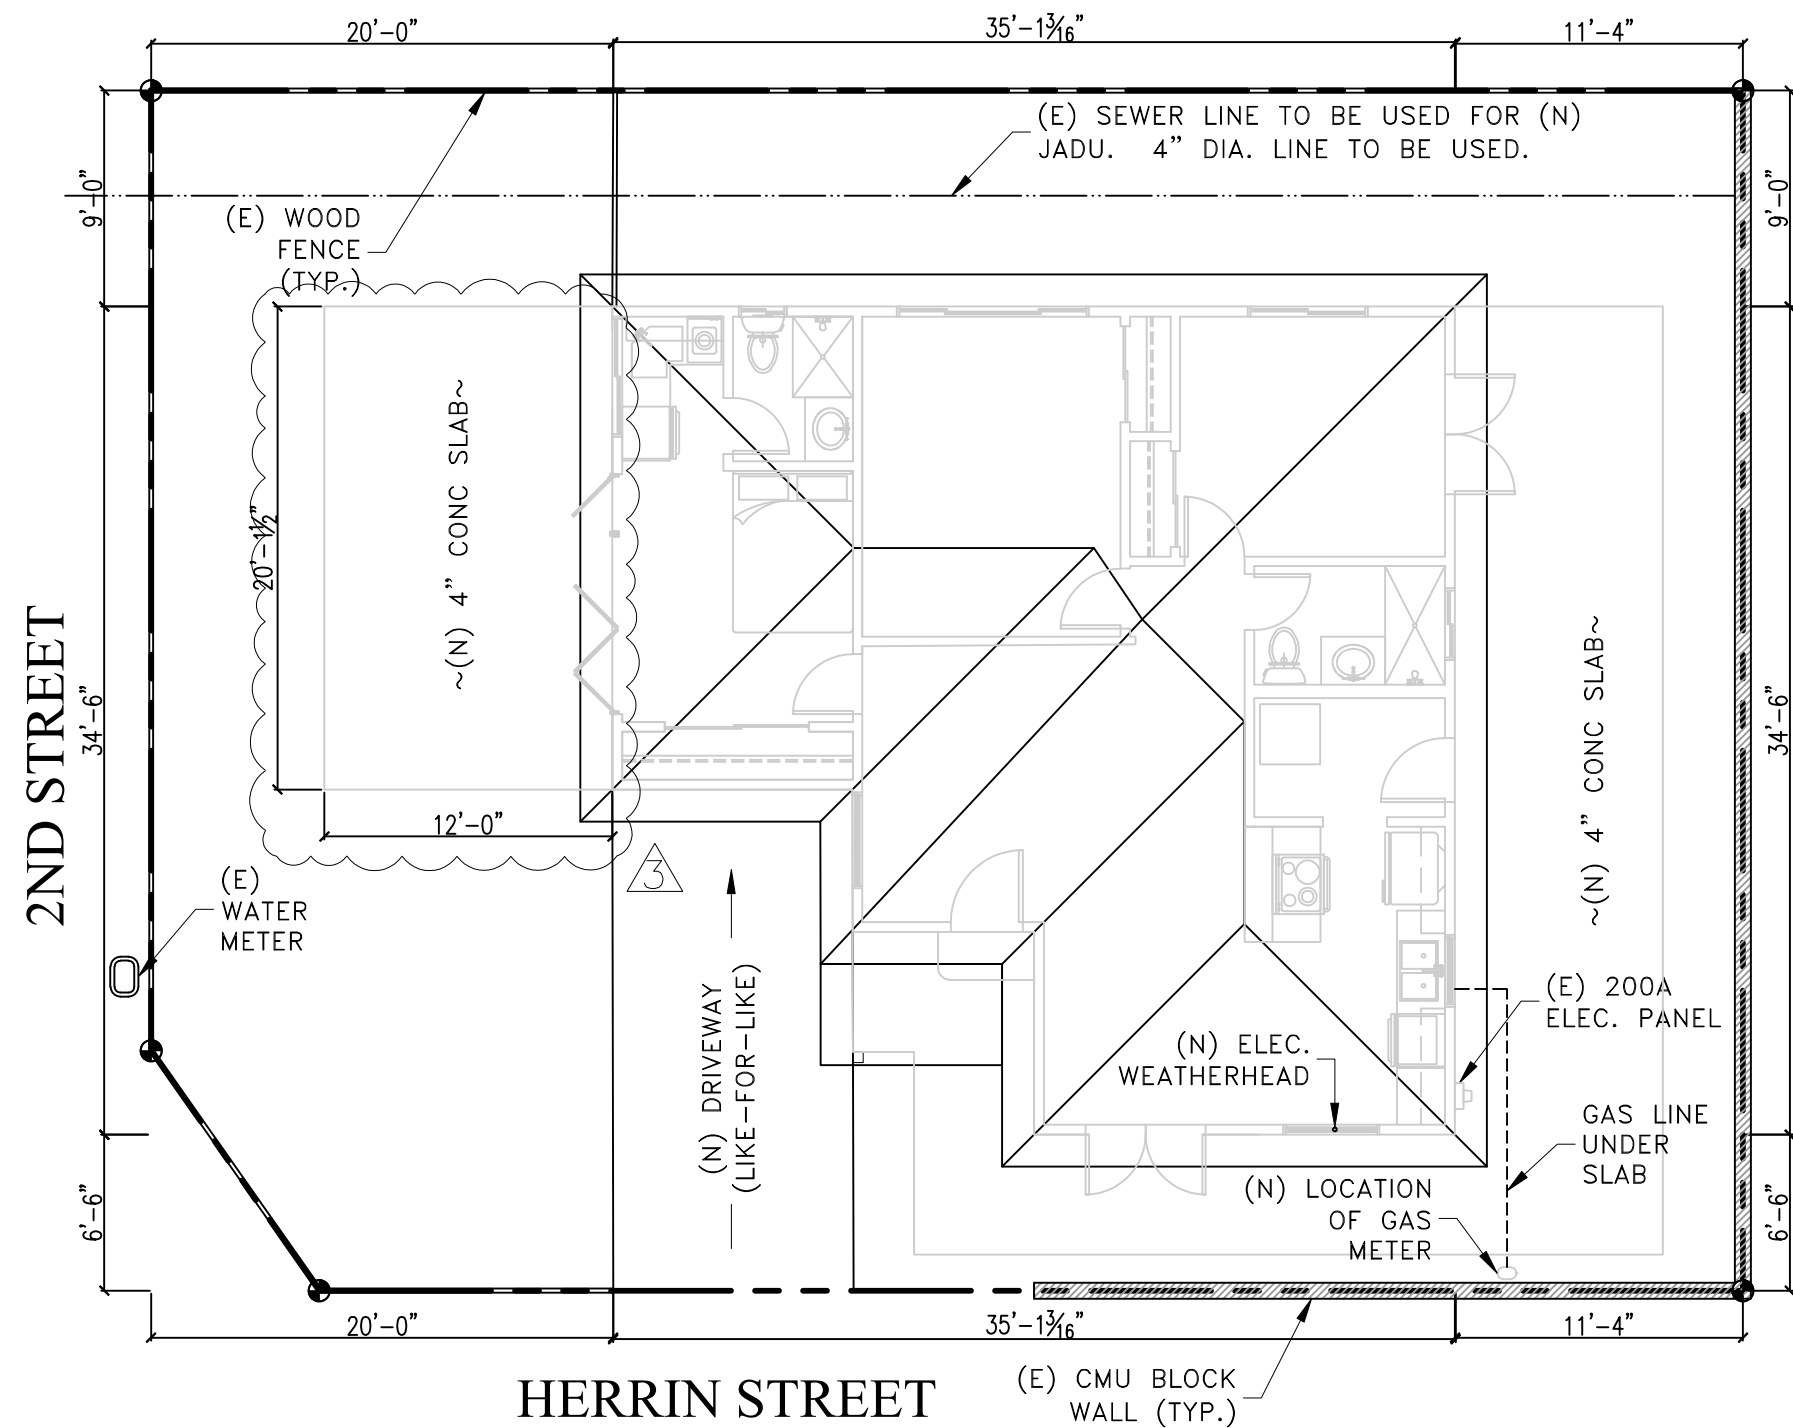 20'-0"
35'-1 3/16"
11'-4"
(E) SEWER LINE TO BE USED FOR (N)
JADU. 4" DIA. LINE TO BE USED.
9'-0"
9'-0"
(E) WOOD
FENCE
(TYP.)
~(N) 4" CONC SLAB~
20'-1 1/2"
2ND STREET
34'-6"
34'-6"
~(N) 4" CONC SLAB~
12'-0"
3
(E)
WATER
METER
(N) DRIVEWAY
(LIKE-FOR-LIKE)
(E) 200A
ELEC. PANEL
(N) ELEC.
WEATHERHEAD
GAS LINE
UNDER
SLAB
(N) LOCATION
OF GAS
METER
6'-6"
6'-6"
20'-0"
35'-1 3/16"
11'-4"
HERRIN STREET
(E) CMU BLOCK
WALL (TYP.)